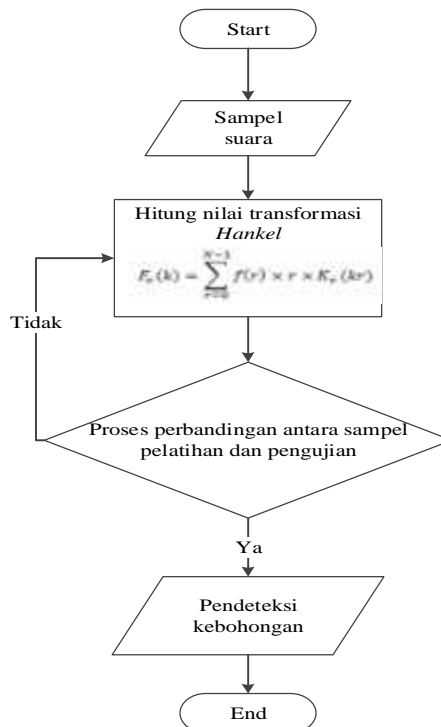 Start
Sampel
suara
Hitung nilai transformasi
Hankel
Tidak
Proses perbandingan antara sampel
pelatihan dan pengujian
Ya
Pendeteksi
kebohongan
End